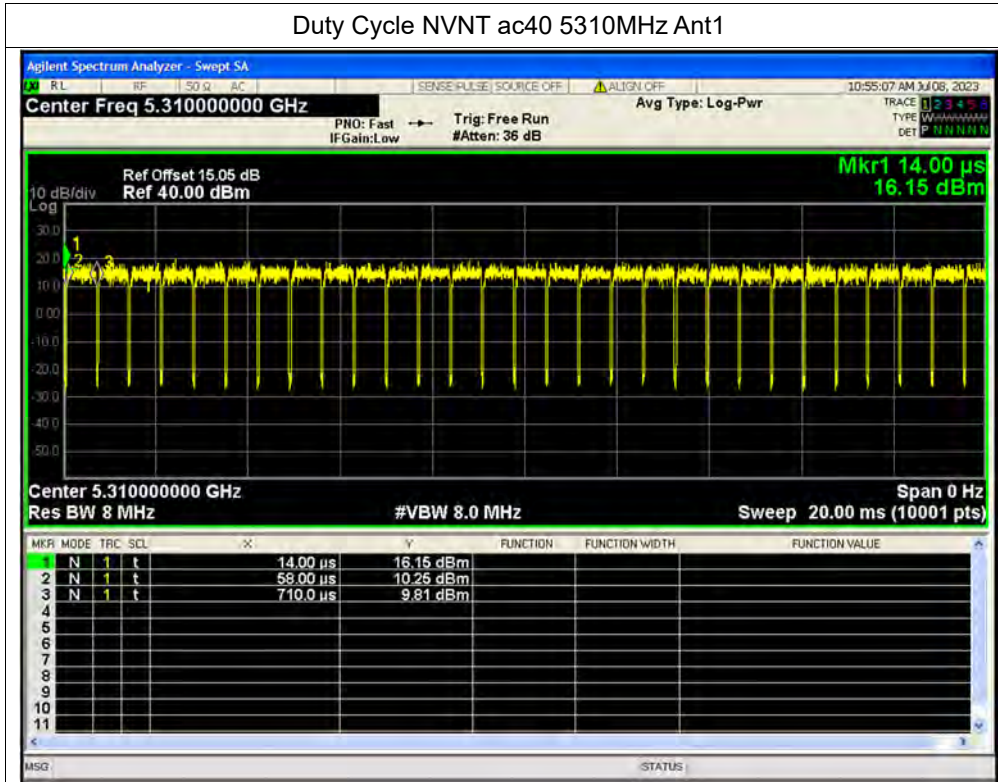 Duty Cycle NVNT ac40 5310MHz Ant1
Agilent Spectrum Analyzer - Swept SA
RL RF 50 Ω AC SENSE:PULSE SOURCE OFF ALIGN OFF 10:55:07 AM Jul 08, 2023
Center Freq 5.310000000 GHz Avg Type: Log-Pwr TRACE 1 2 3 4 5 6
PNO: Fast Trig: Free Run TYPE W
IFGain:Low #Atten: 36 dB DET P N N N N N
Mkr1 14.00 µs
Ref Offset 15.05 dB
10 dB/div Ref 40.00 dBm 16.15 dBm
Log
30.0
1
20.0 2 3
10.0
0.00
-10.0
-20.0
-30.0
-40.0
-50.0
Center 5.310000000 GHz Span 0 Hz
Res BW 8 MHz #VBW 8.0 MHz Sweep 20.00 ms (10001 pts)
MKR MODE TRC SCL X Y FUNCTION FUNCTION WIDTH FUNCTION VALUE
1 N 1 t 14.00 µs 16.15 dBm
2 N 1 t 58.00 µs 10.25 dBm
3 N 1 t 710.0 µs 9.81 dBm
4
5
6
7
8
9
10
11
MSG STATUS